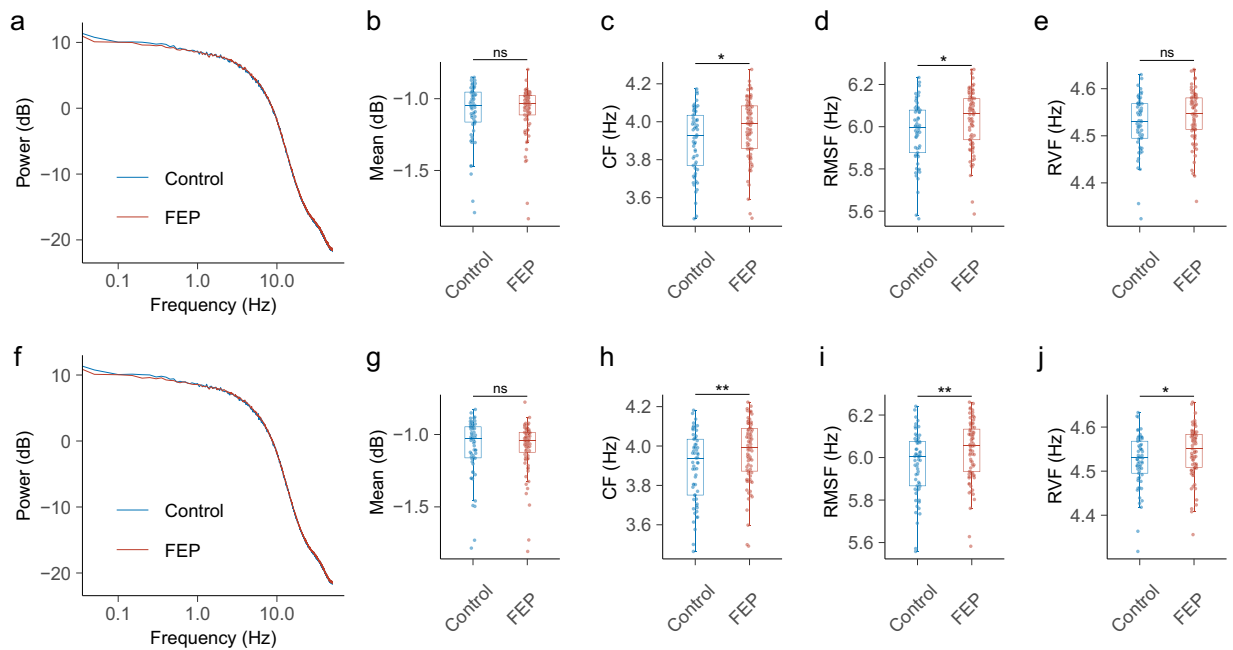 a
Power (dB)
10
0
−10
−20
Control
FEP
0.1 1.0 10.0
Frequency (Hz)
b
ns
Mean (dB)
−1.0
−1.5
Control FEP
c
*
CF (Hz)
4.2
4.0
3.8
3.6
Control FEP
d
*
RMSF (Hz)
6.2
6.0
5.8
5.6
Control FEP
e
ns
RVF (Hz)
4.6
4.5
4.4
Control FEP
f
Power (dB)
10
0
−10
−20
Control
FEP
0.1 1.0 10.0
Frequency (Hz)
g
ns
Mean (dB)
−1.0
−1.5
Control FEP
h
**
CF (Hz)
4.2
4.0
3.8
3.6
Control FEP
i
**
RMSF (Hz)
6.2
6.0
5.8
5.6
Control FEP
j
*
RVF (Hz)
4.6
4.5
4.4
Control FEP